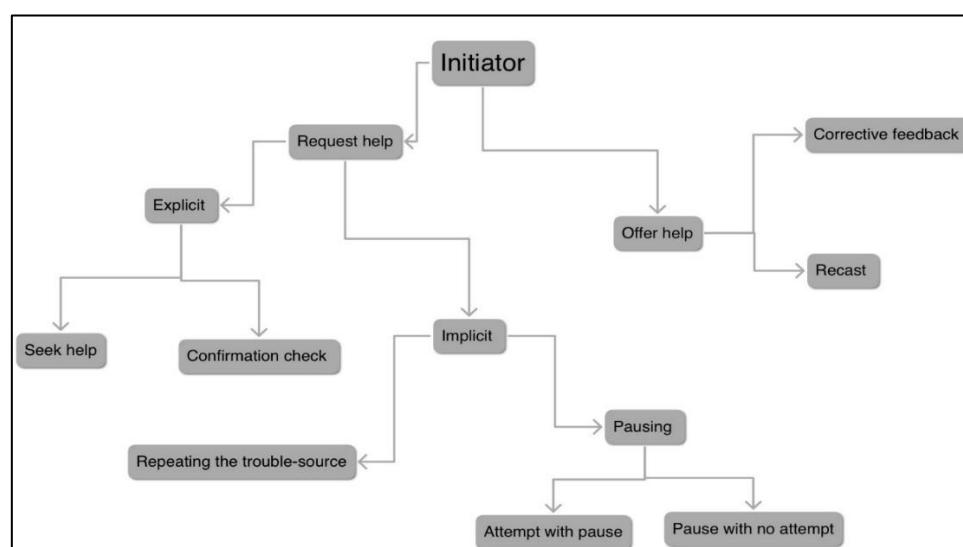 Initiator
Request help
Corrective feedback
Explicit
Offer help
Recast
Implicit
Seek help
Confirmation check
Pausing
Repeating the trouble-source
Attempt with pause
Pause with no attempt